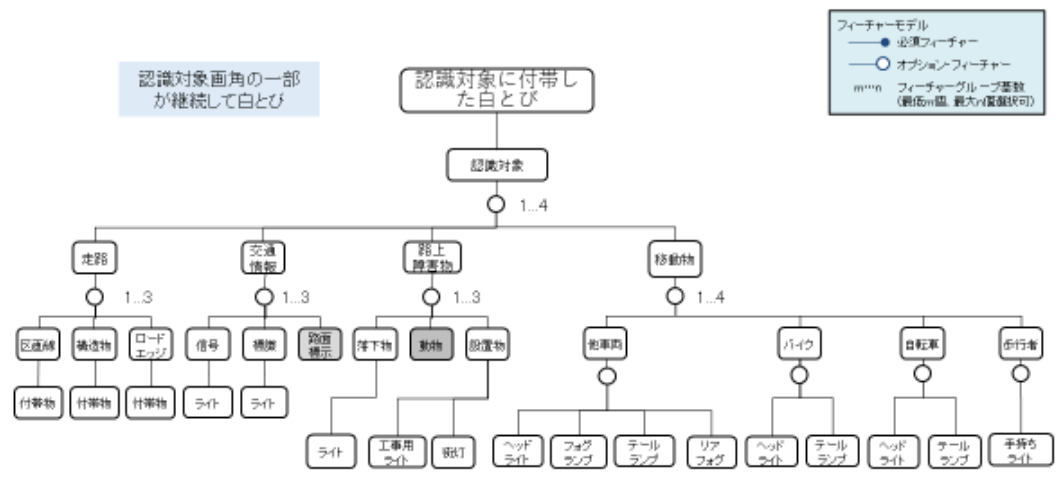 フィーチャーモデル
必須フィーチャー
オプション・フィーチャー
m…n フィーチャーグループ基数
(最低m個、最大n個選択可)
認識対象画角の一部
が継続して白とび
認識対象に付帯し
た白とび
認識対象
1...4
走路
交通
情報
路上
障害物
移動物
1...3
1...3
1...3
1...4
区画線
構造物
ロード
エッジ
信号
標識
路面
標示
落下物
動物
設置物
他車両
バイク
自転車
歩行者
付帯物
付帯物
付帯物
ライト
ライト
ライト
工事用
ライト
街灯
ヘッド
ライト
フォグ
ランプ
テール
ランプ
リア
フォグ
ヘッド
ライト
テール
ランプ
ヘッド
ライト
テール
ランプ
手持ち
ライト